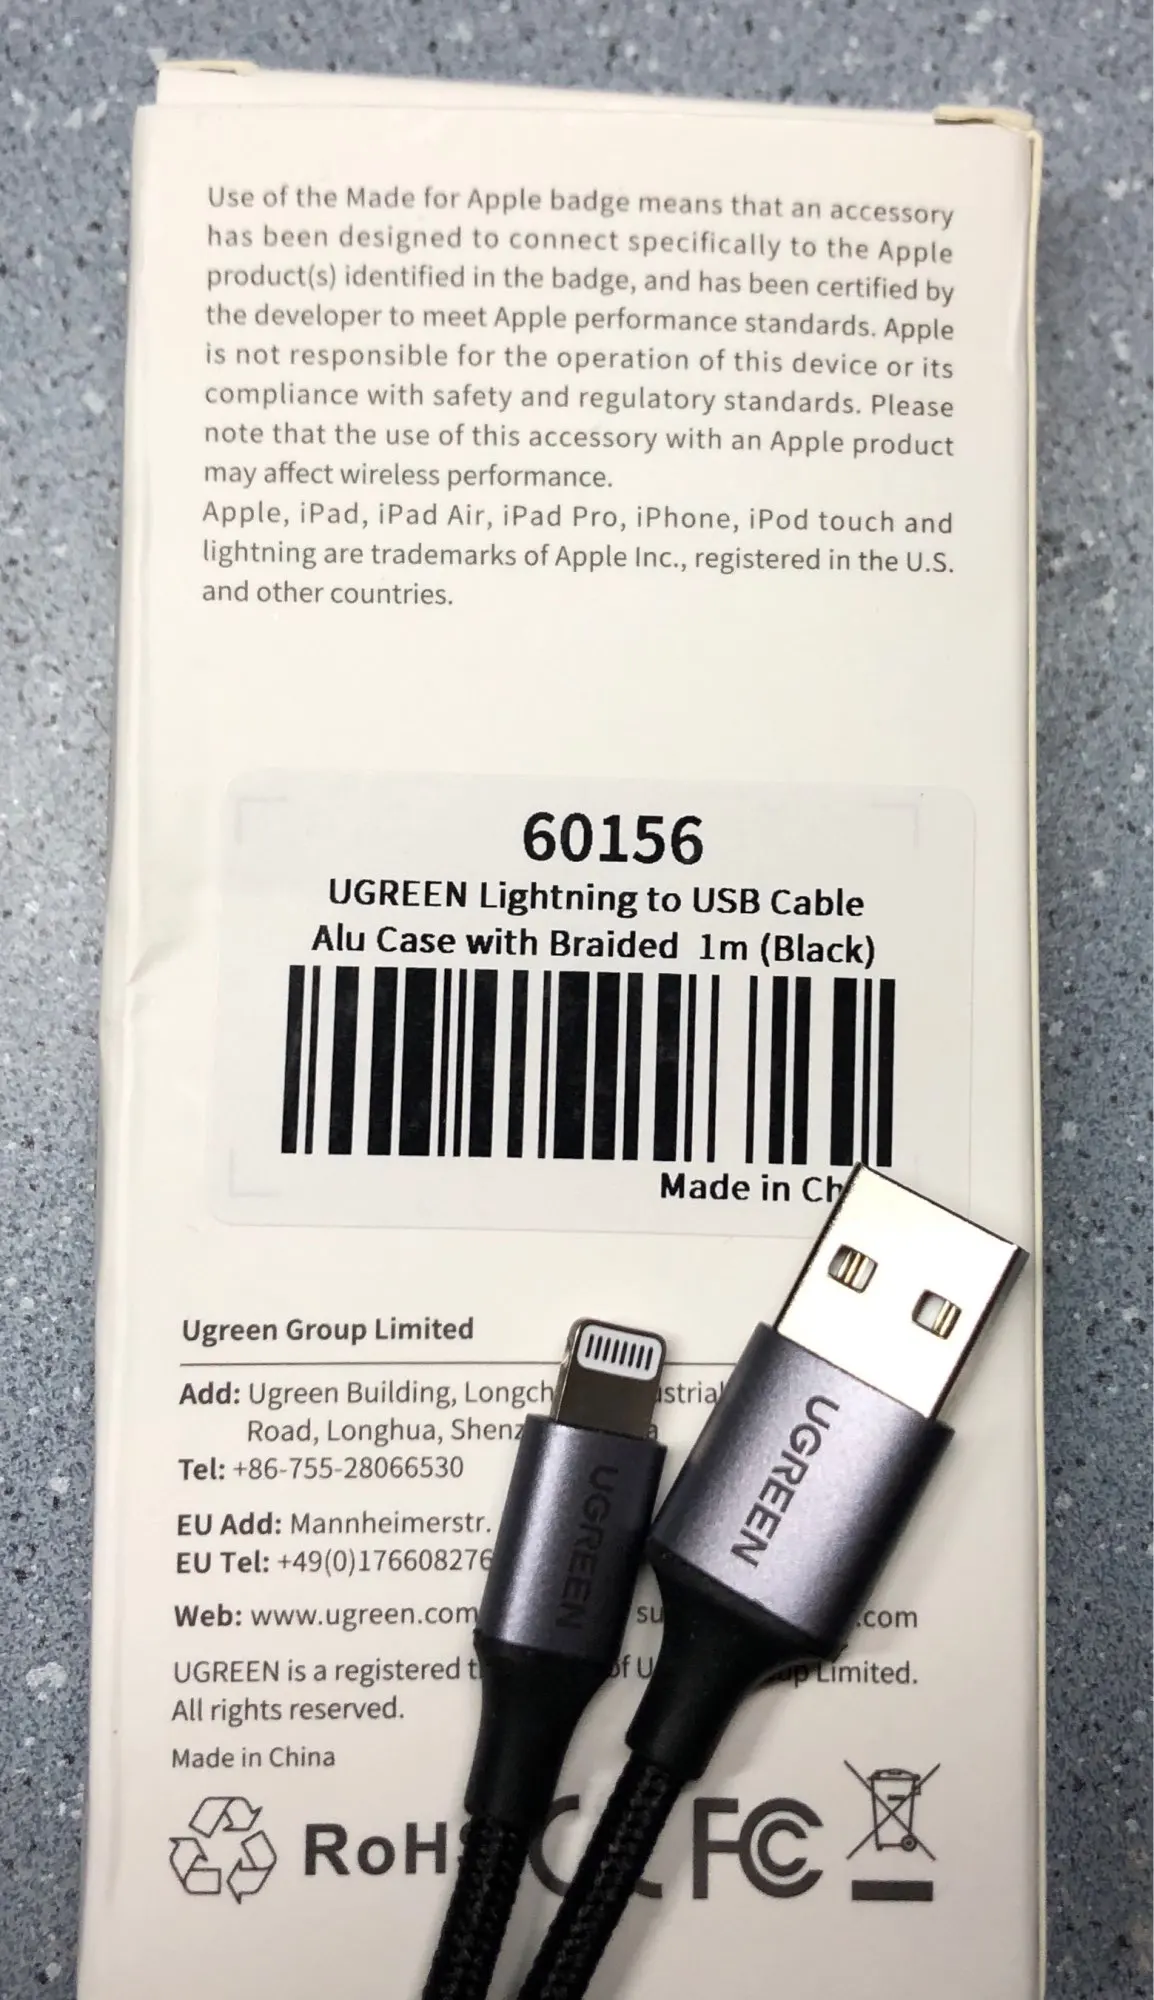 Use of the Made for Apple badge means that an accessory
has been designed to connect specifically to the Apple
product(s) identified in the badge, and has been certified by
the developer to meet Apple performance standards. Apple
is not responsible for the operation of this device or its
compliance with safety and regulatory standards. Please
note that the use of this accessory with an Apple product
may affect wireless performance.
Apple, iPad, iPad Air, iPad Pro, iPhone, iPod touch and
lightning are trademarks of Apple Inc., registered in the U.S.
and other countries.
60156
UGREEN Lightning to USB Cable
Alu Case with Braided 1m (Black)
Made in
Ugreen Group Limited
Add: Ugreen Building,
Road, Longhua,
Tel: +86-755-28066530
EU Add: Mannheimerstr.
EU Tel: +49(0)176608276
Web: www.ugreen.com
UGREEN is a registered of Limited.
All rights reserved.
Made in China
FC
UGREEN
UGREEN